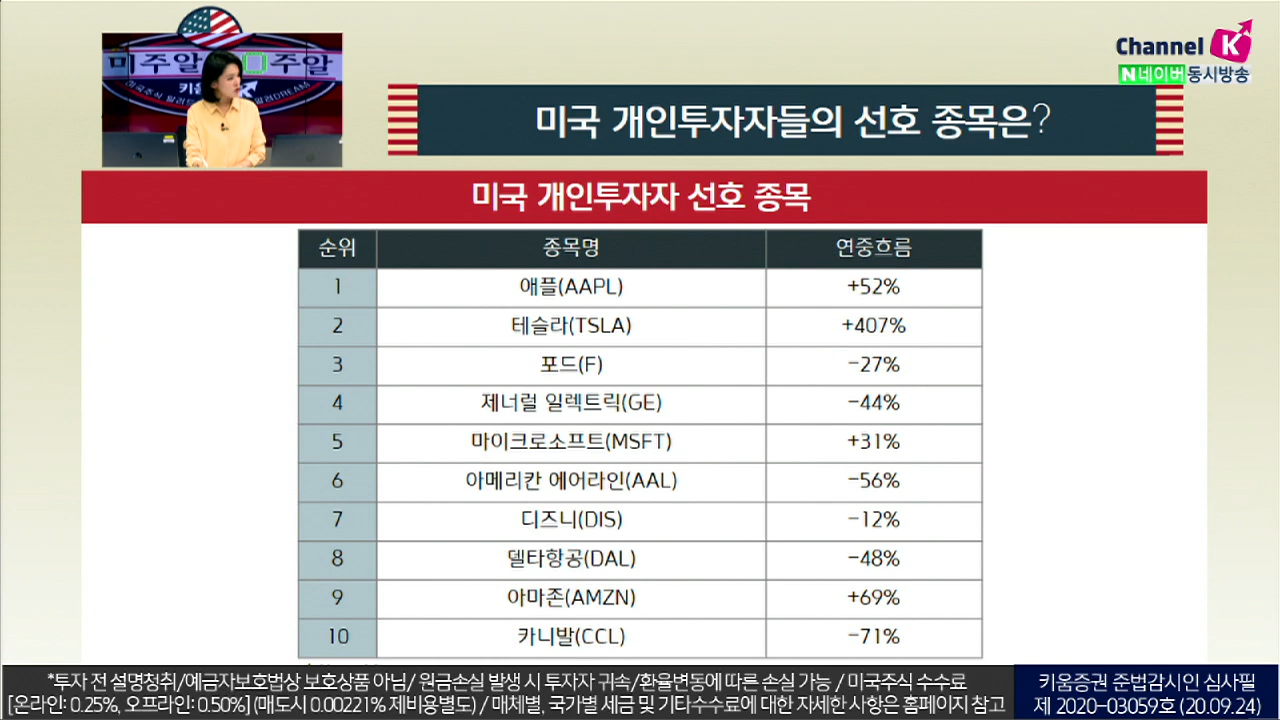 미주알
주알
키움
Channel K
N 네이버 동시방송
미국 개인투자자들의 선호 종목은?
미국 개인투자자 선호 종목
순위 종목명 연중흐름
1 애플(AAPL) +52%
2 테슬라(TSLA) +407%
3 포드(F) -27%
4 제너럴 일렉트릭(GE) -44%
5 마이크로소프트(MSFT) +31%
6 아메리칸 에어라인(AAL) -56%
7 디즈니(DIS) -12%
8 델타항공(DAL) -48%
9 아마존(AMZN) +69%
10 카니발(CCL) -71%
*투자 전 설명청취/예금자보호법상 보호상품 아님/ 원금손실 발생 시 투자자 귀속/환율변동에 따른 손실 가능 / 미국주식 수수료
[온라인: 0.25%, 오프라인: 0.50%] (매도시 0.00221% 제비용별도) / 매체별, 국가별 세금 및 기타수수료에 대한 자세한 사항은 홈페이지 참고
키움증권 준법감시인 심사필
제 2020-03059호 (20.09.24)